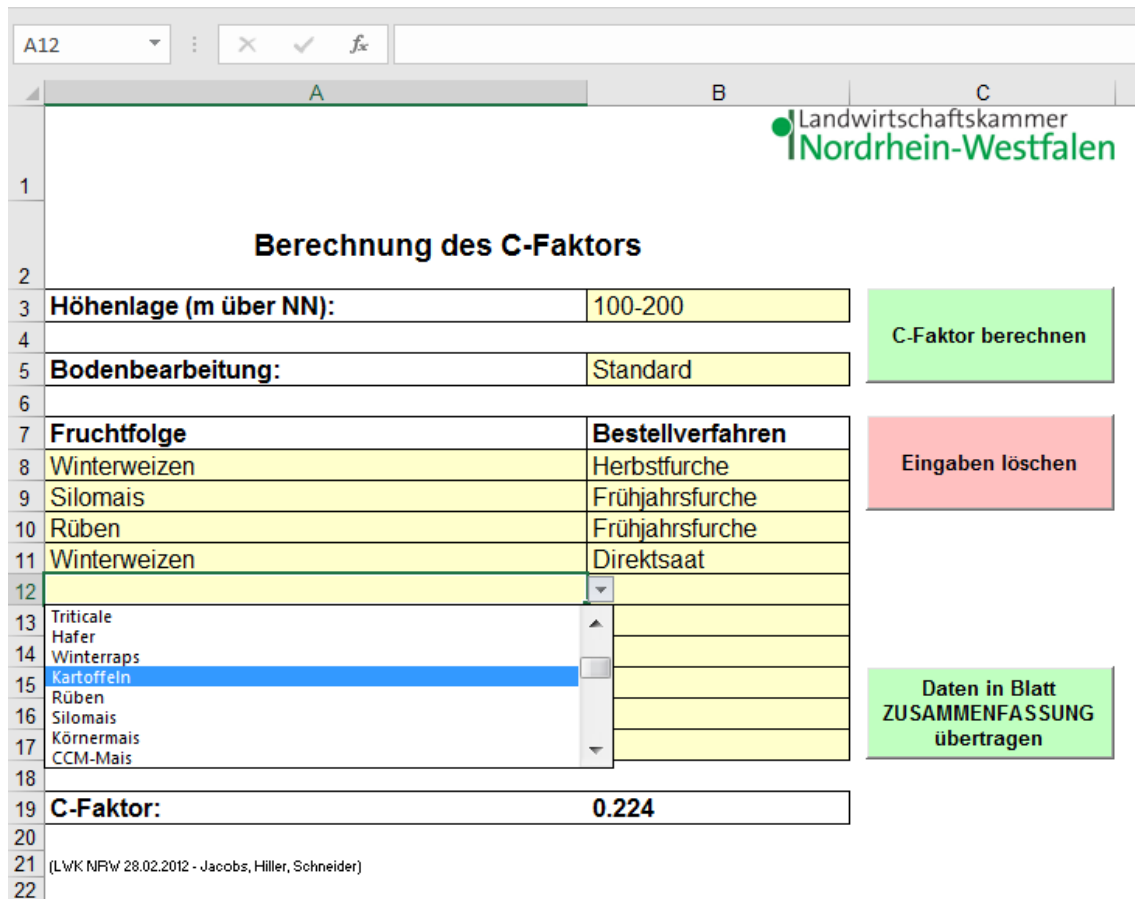 A12
fx
A B C
Landwirtschaftskammer
Nordrhein-Westfalen
1
Berechnung des C-Faktors
2
3 Höhenlage (m über NN): 100-200
C-Faktor berechnen
4
5 Bodenbearbeitung: Standard
6
7 Fruchtfolge Bestellverfahren
8 Winterweizen Herbstfurche
Eingaben löschen
9 Silomais Frühjahrsfurche
10 Rüben Frühjahrsfurche
11 Winterweizen Direktsaat
12
13 Triticale
Hafer
14 Winterraps
15 Kartoffeln
Rüben
16 Silomais
17 Körnermais
CCM-Mais
Daten in Blatt
ZUSAMMENFASSUNG
übertragen
18
19 C-Faktor: 0.224
20
21 (LWK NRW 28.02.2012 - Jacobs, Hiller, Schneider)
22